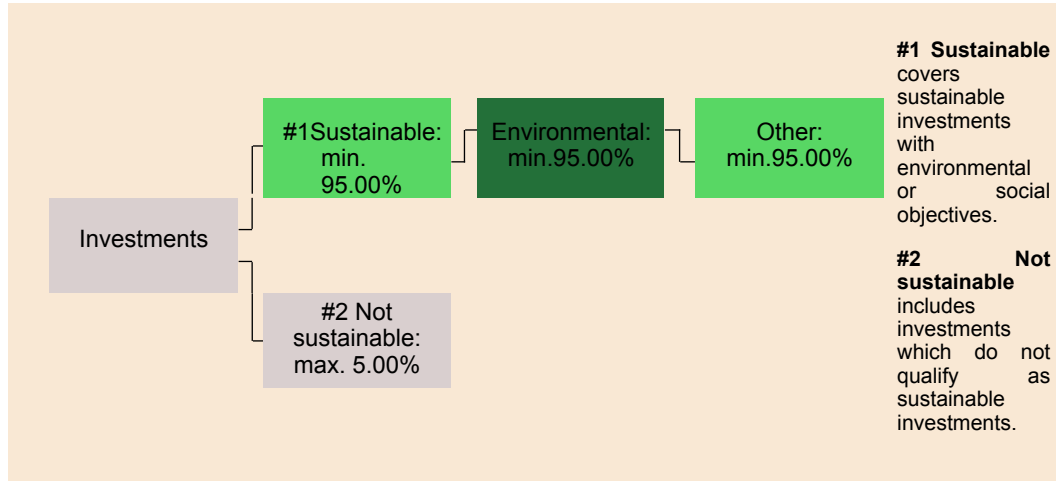 #1Sustainable:
min.
95.00%
Environmental:
min.95.00%
Other:
min.95.00%
Investments
#2 Not
sustainable:
max. 5.00%
#1 Sustainable
covers
sustainable
investments
with
environmental
or social
objectives.
#2 Not
sustainable
includes
investments
which do not
qualify as
sustainable
investments.